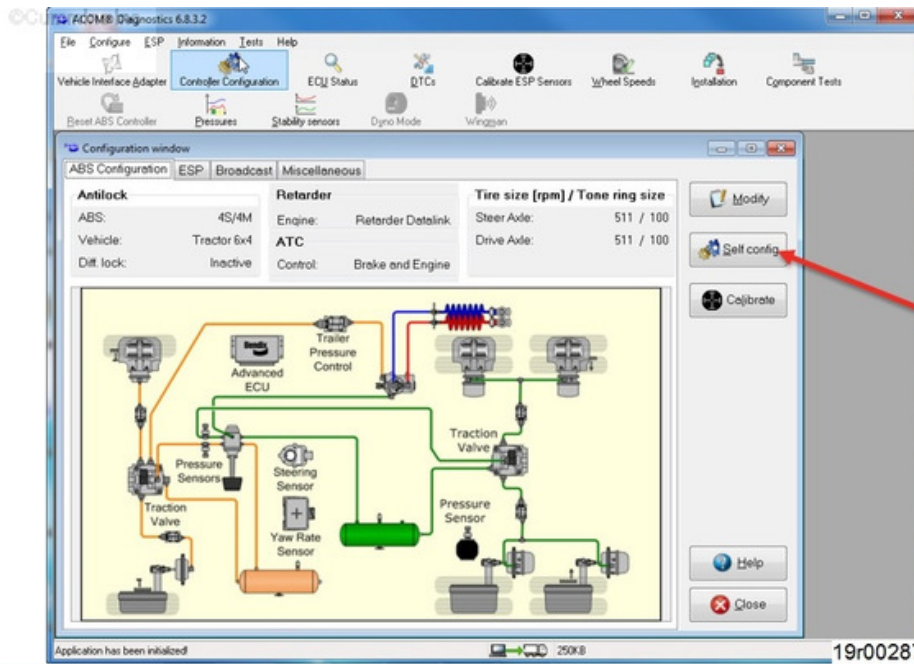 ACOM® Diagnostics 6.8.3.2
File Configure ESP Information Tests Help
Vehicle Interface Adapter Controller Configuration ECU Status DTCs Calibrate ESP Sensors Wheel Speeds Installation Component Tests
Reset ABS Controller Pressures Stability sensors Dyno Mode Wingman
Configuration window
ABS Configuration ESP Broadcast Miscellaneous
Antilock Retarder Tire size [rpm] / Tone ring size
ABS: 4S/4M Engine: Retarder Datalink Steer Axle: 511 / 100
Vehicle: Tractor 6x4 ATC Drive Axle: 511 / 100
Diff. lock: Inactive Control: Brake and Engine
Modify
Self config.
Calibrate
Bendix
Advanced
ECU
Trailer
Pressure
Control
Traction
Valve
Pressure
Sensors
Steering
Sensor
Traction
Valve
Yaw Rate
Sensor
Pressure
Sensor
Help
Close
Application has been initialized! 250KB
19r00287